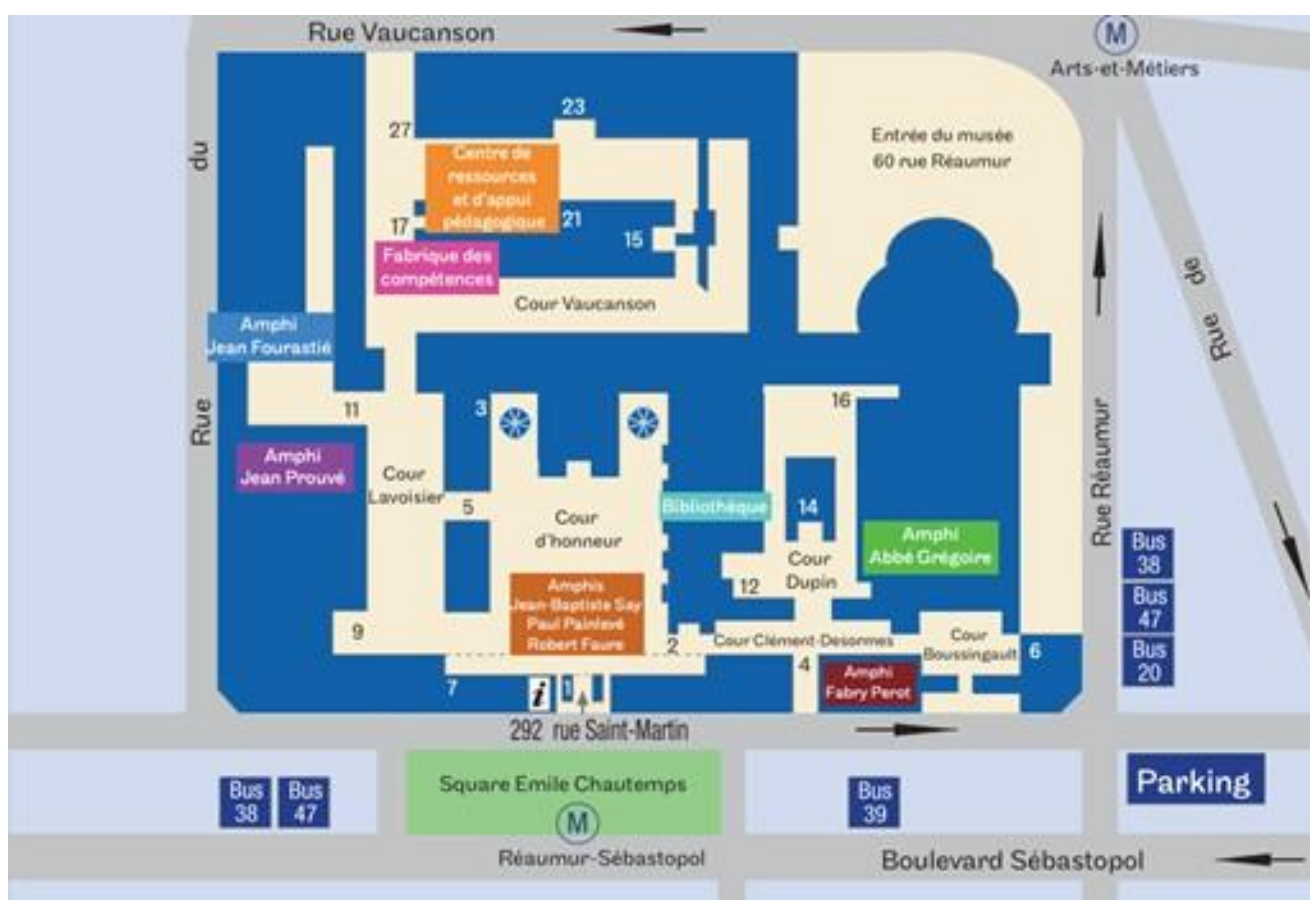 Rue Vaucanson
M
Arts-et-Métiers
Rue du
27
23
Centre de
ressources
et d'appui
pédagogique
Entrée du musée
60 rue Réaumur
17
21
15
Fabrique des
compétences
Cour Vaucanson
Amphi
Jean Fourastié
Rue de
Rue Réaumur
11
3
16
Amphi
Jean Prouvé
Cour
Lavoisier
5
Cour
d'honneur
Bibliothèque
14
Amphi
Abbé Grégoire
Cour
Dupin
12
Bus
38
Bus
47
Bus
20
Amphis
Jean-Baptiste Say
Paul Painlevé
Robert Faure
9
2
Cour Clément-Desormes
Cour
Boussingault
6
4
Amphi
Fabry Perot
7
i
1
292 rue Saint-Martin
Square Emile Chautemps
M
Réaumur-Sébastopol
Bus
38
Bus
47
Bus
39
Parking
Boulevard Sébastopol